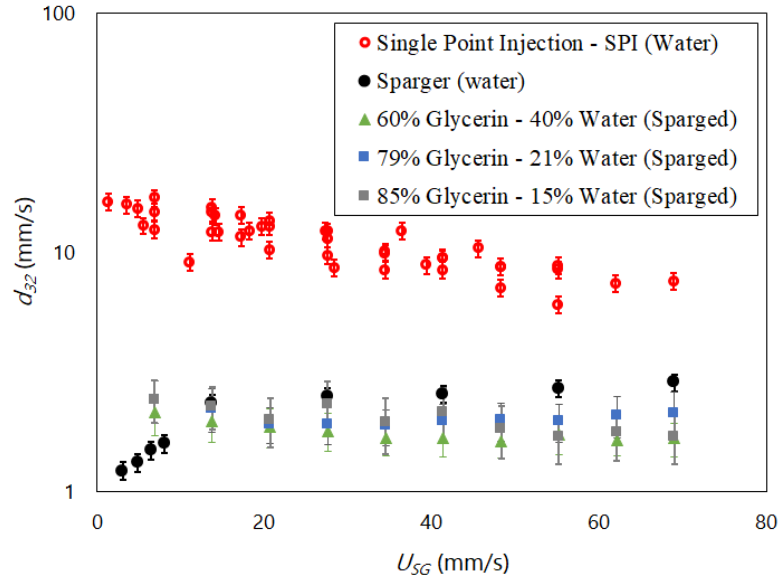 100
Single Point Injection - SPI (Water)
Sparger (water)
60% Glycerin - 40% Water (Sparged)
79% Glycerin - 21% Water (Sparged)
85% Glycerin - 15% Water (Sparged)
d32 (mm/s)
10
1
0 20 40 60 80
USG (mm/s)